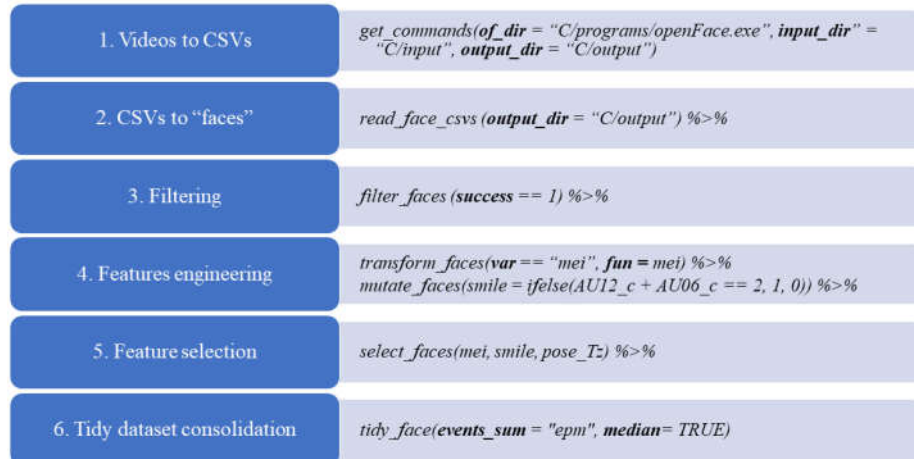 1. Videos to CSVs
get_commands(of_dir = “C/programs/openFace.exe”, input_dir” =
“C/input”, output_dir = “C/output”)
2. CSVs to “faces”
read_face_csvs (output_dir = “C/output”) %>%
3. Filtering
filter_faces (success == 1) %>%
4. Features engineering
transform_faces(var == “mei”, fun = mei) %>%
mutate_faces(smile = ifelse(AU12_c + AU06_c == 2, 1, 0)) %>%
5. Feature selection
select_faces(mei, smile, pose_Tz) %>%
6. Tidy dataset consolidation
tidy_face(events_sum = "epm", median= TRUE)